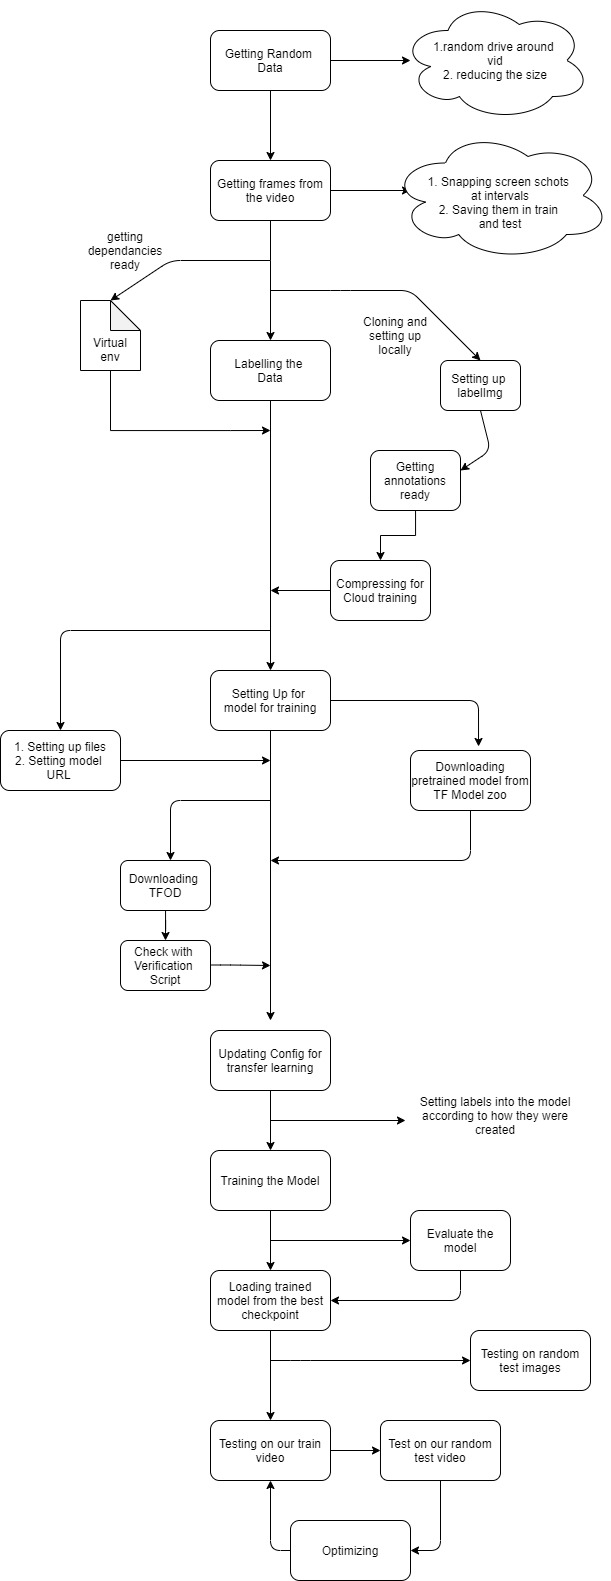 Getting Random
Data
1.random drive around
vid
2. reducing the size
Getting frames from
the video
1. Snapping screen schots
at intervals
2. Saving them in train
and test
getting
dependancies
ready
Virtual
env
Labelling the
Data
Cloning and
setting up
locally
Setting up
labelImg
Getting
annotations
ready
Compressing for
Cloud training
Setting Up for
model for training
1. Setting up files
2. Setting model
URL
Downloading
pretrained model from
TF Model zoo
Downloading
TFOD
Check with
Verification
Script
Updating Config for
transfer learning
Setting labels into the model
according to how they were
created
Training the Model
Evaluate the
model
Loading trained
model from the best
checkpoint
Testing on random
test images
Testing on our train
video
Test on our random
test video
Optimizing